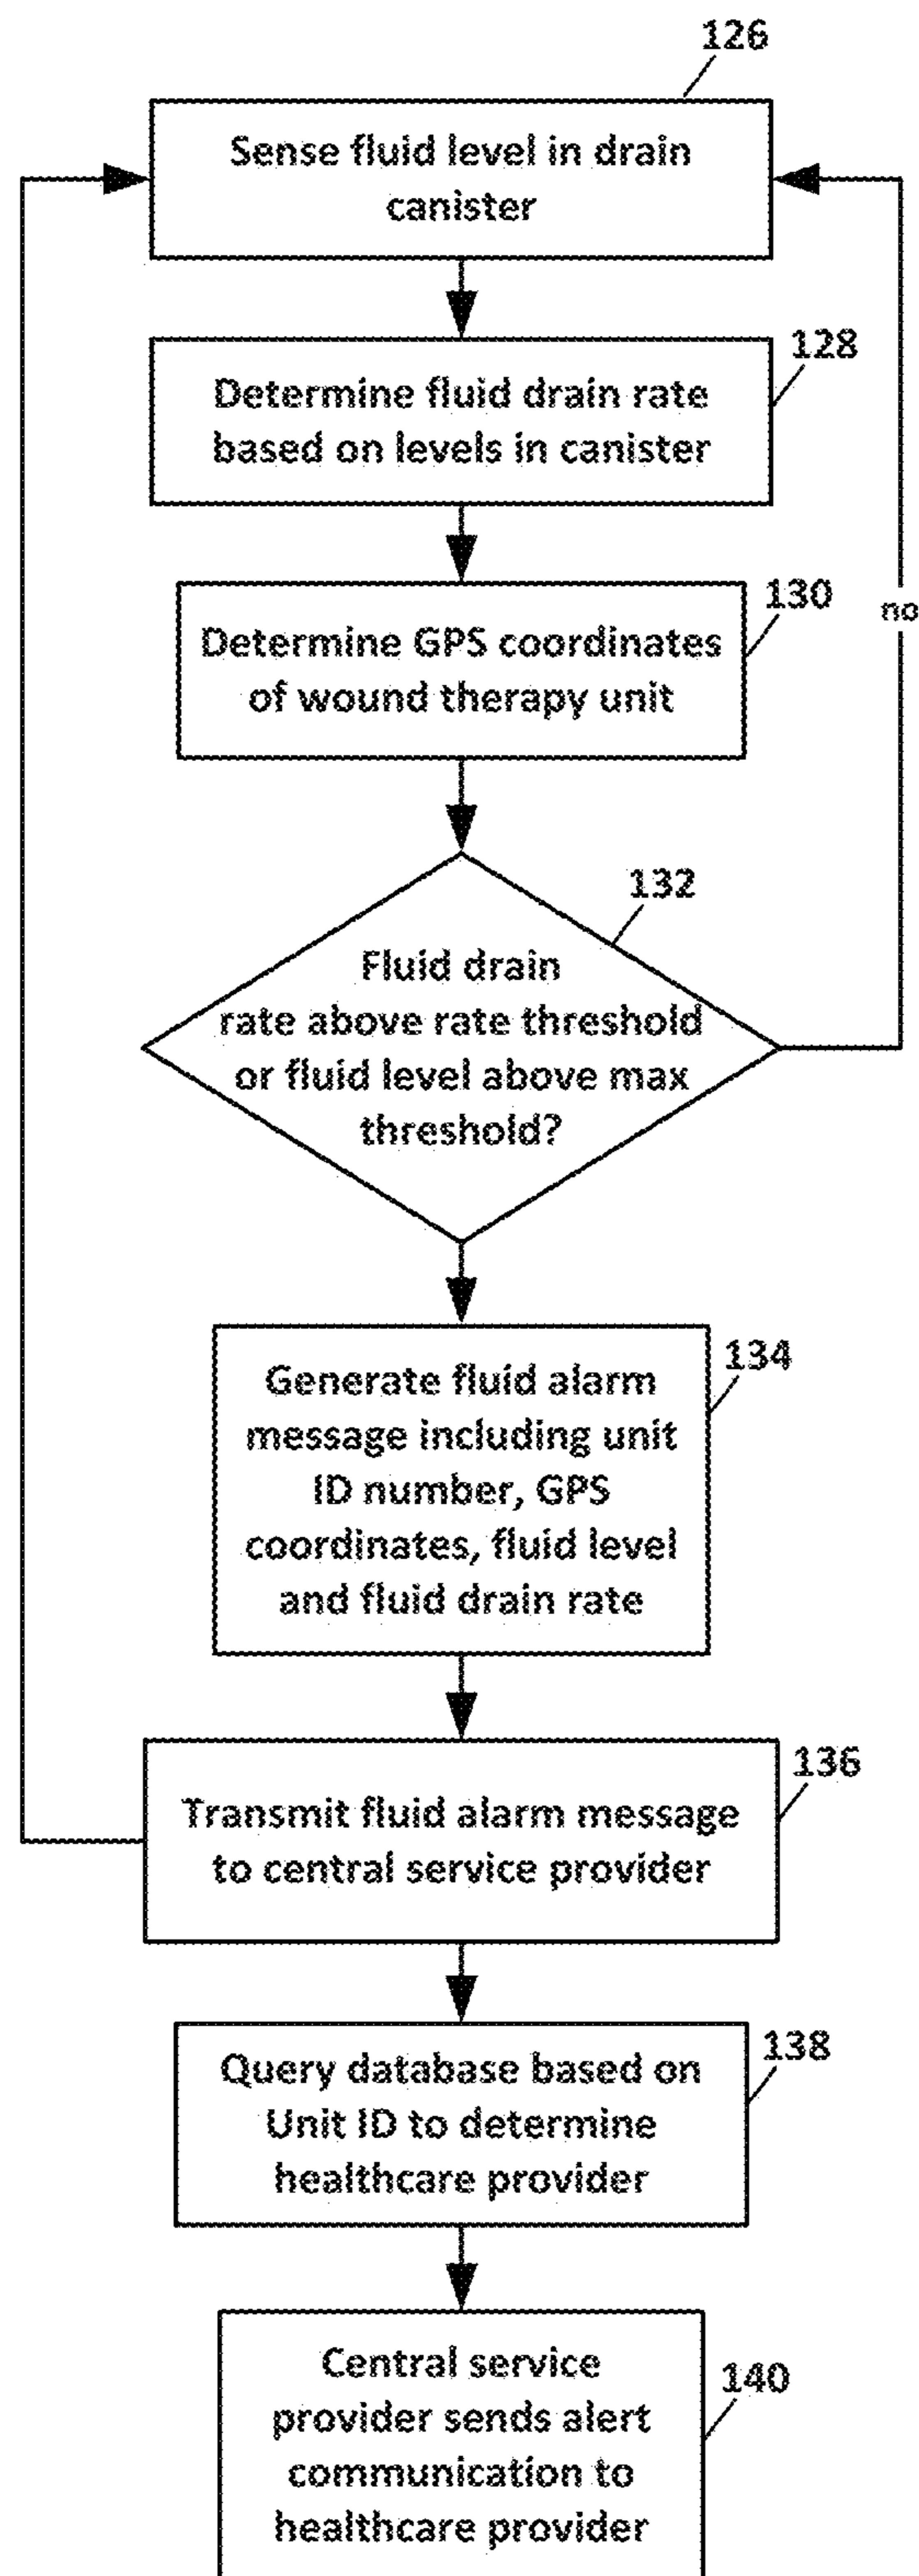 126
Sense fluid level in drain
canister
128
Determine fluid drain rate
based on levels in canister
130
Determine GPS coordinates
of wound therapy unit
no
132
Fluid drain
rate above rate threshold
or fluid level above max
threshold?
134
Generate fluid alarm
message including unit
ID number, GPS
coordinates, fluid level
and fluid drain rate
136
Transmit fluid alarm message
to central service provider
138
Query database based on
Unit ID to determine
healthcare provider
140
Central service
provider sends alert
communication to
healthcare provider